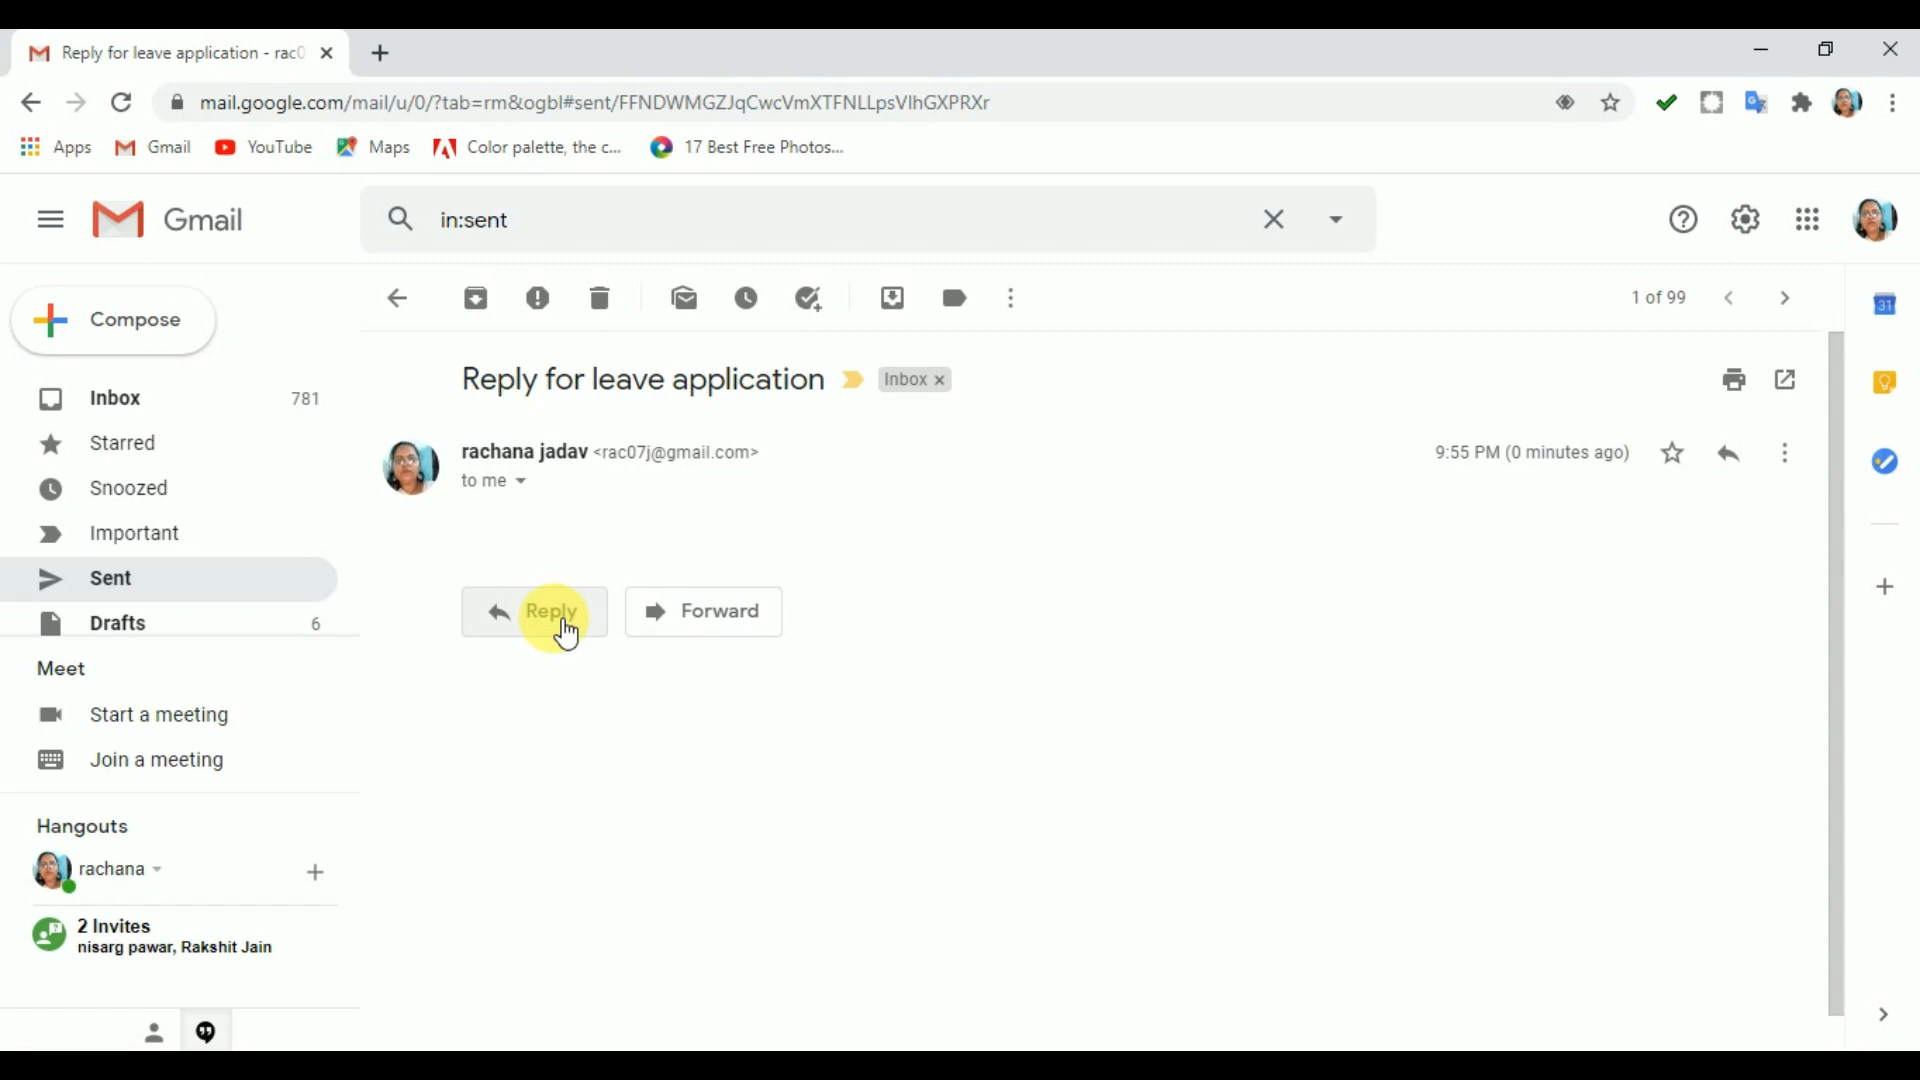 Reply for leave application - rac0
mail.google.com/mail/u/0/?tab=rm&ogbl#sent/FFNDWMGZJqCwcVmXTFNLLpsVlhGXPRXr
Apps Gmail YouTube Maps Color palette, the c... 17 Best Free Photos...
Gmail
in:sent
Compose
1 of 99
31
Reply for leave application Inbox x
Inbox 781
Starred
Snoozed
Important
Sent
Drafts 6
rachana jadav <rac07j@gmail.com> 9:55 PM (0 minutes ago)
to me
Reply Forward
Meet
Start a meeting
Join a meeting
Hangouts
rachana
2 Invites
nisarg pawar, Rakshit Jain